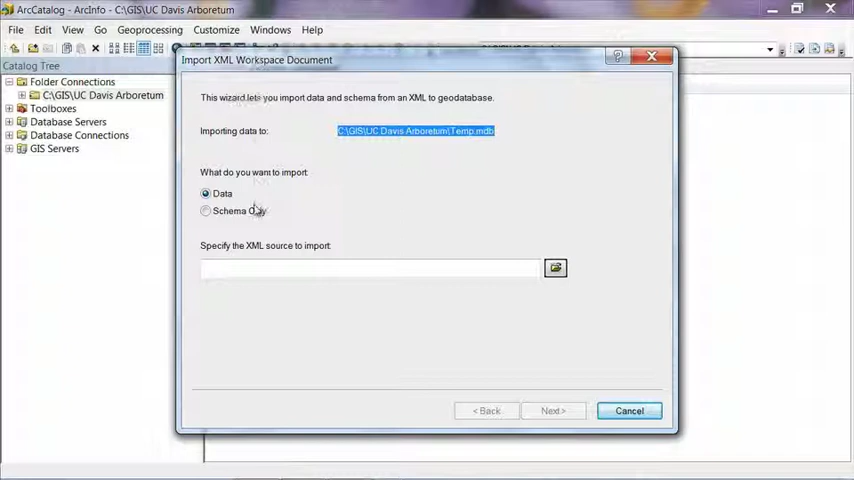 ArcCatalog - ArcInfo - C:\GIS\UC Davis Arboretum
File Edit View Go Geoprocessing Customize Windows Help
Catalog Tree
Folder Connections
C:\GIS\UC Davis Arboretum
Toolboxes
Database Servers
Database Connections
GIS Servers
Import XML Workspace Document
This wizard lets you import data and schema from an XML to geodatabase.
Importing data to: C:\GIS\UC Davis Arboretum\Temp.mdb
What do you want to import:
Data
Schema Only
Specify the XML source to import:
< Back Next > Cancel